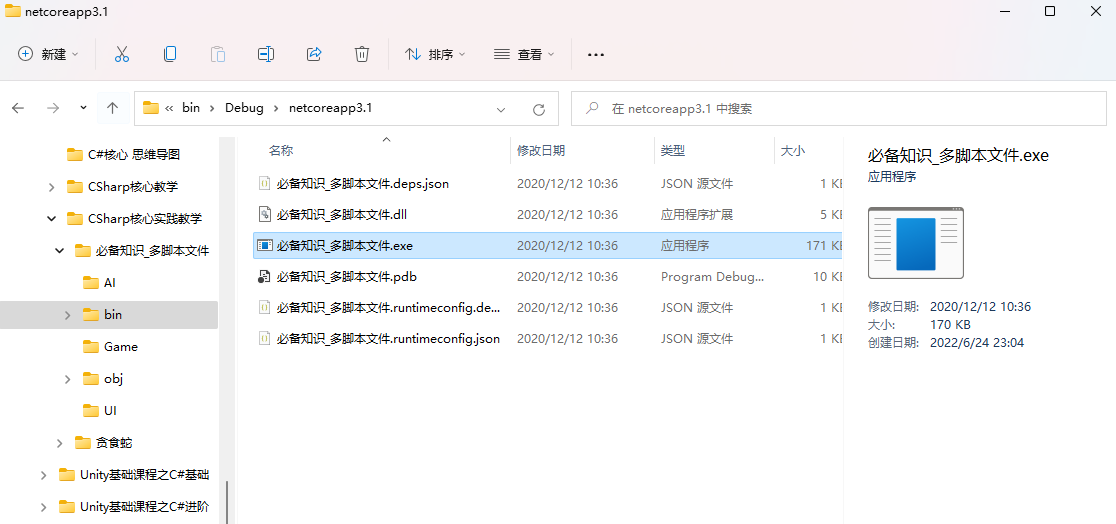 netcoreapp3.1
新建 排序 查看
« bin › Debug › netcoreapp3.1 在 netcoreapp3.1 中搜索
C#核心 思维导图
CSharp核心教学
CSharp核心实践教学
必备知识_多脚本文件
AI
bin
Game
obj
UI
贪食蛇
Unity基础课程之C#基础
Unity基础课程之C#进阶
名称 修改日期 类型 大小
必备知识_多脚本文件.deps.json 2020/12/12 10:36 JSON 源文件 1 KB
必备知识_多脚本文件.dll 2020/12/12 10:36 应用程序扩展 5 KB
必备知识_多脚本文件.exe 2020/12/12 10:36 应用程序 171 KB
必备知识_多脚本文件.pdb 2020/12/12 10:36 Program Debug... 10 KB
必备知识_多脚本文件.runtimeconfig.de... 2020/12/12 10:36 JSON 源文件 1 KB
必备知识_多脚本文件.runtimeconfig.json 2020/12/12 10:36 JSON 源文件 1 KB
必备知识_多脚本文件.exe
应用程序
修改日期: 2020/12/12 10:36
大小: 170 KB
创建日期: 2022/6/24 23:04